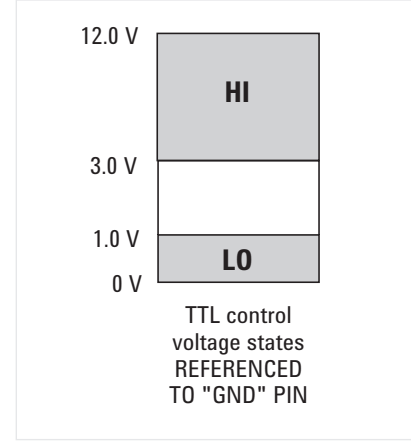 12.0 V
HI
3.0 V
1.0 V
LO
0 V
TTL control
voltage states
REFERENCED
TO "GND" PIN